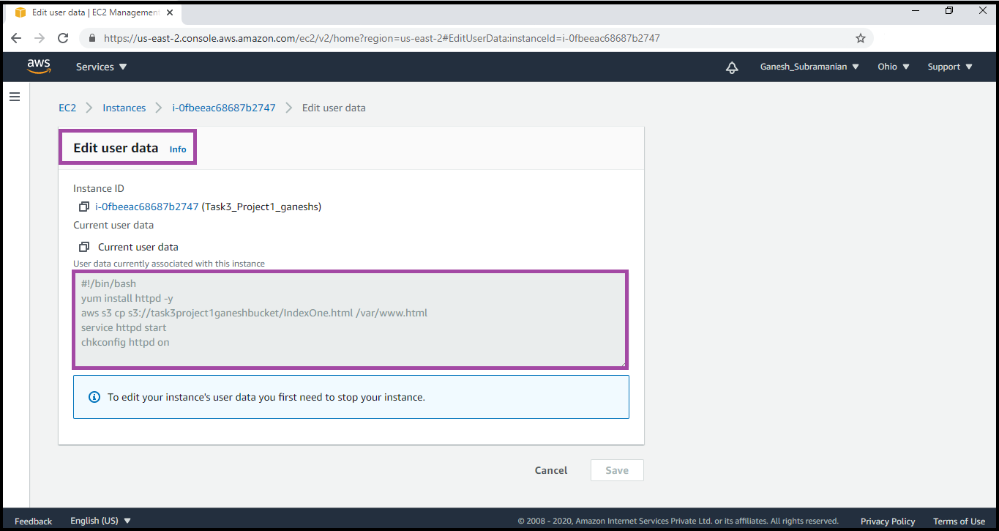 Edit user data | EC2 Management
https://us-east-2.console.aws.amazon.com/ec2/v2/home?region=us-east-2#EditUserData:instanceId=i-0fbeeac68687b2747
aws Services Ganesh_Subramanian Ohio Support
EC2 Instances i-0fbeeac68687b2747 Edit user data
Edit user data Info
Instance ID
i-0fbeeac68687b2747 (Task3_Project1_ganeshs)
Current user data
Current user data
User data currently associated with this instance
#!/bin/bash
yum install httpd -y
aws s3 cp s3://task3project1ganeshbucket/IndexOne.html /var/www.html
service httpd start
chkconfig httpd on
To edit your instance's user data you first need to stop your instance.
Cancel Save
Feedback English (US) © 2008 - 2020, Amazon Internet Services Private Ltd. or its affiliates. All rights reserved. Privacy Policy Terms of Use